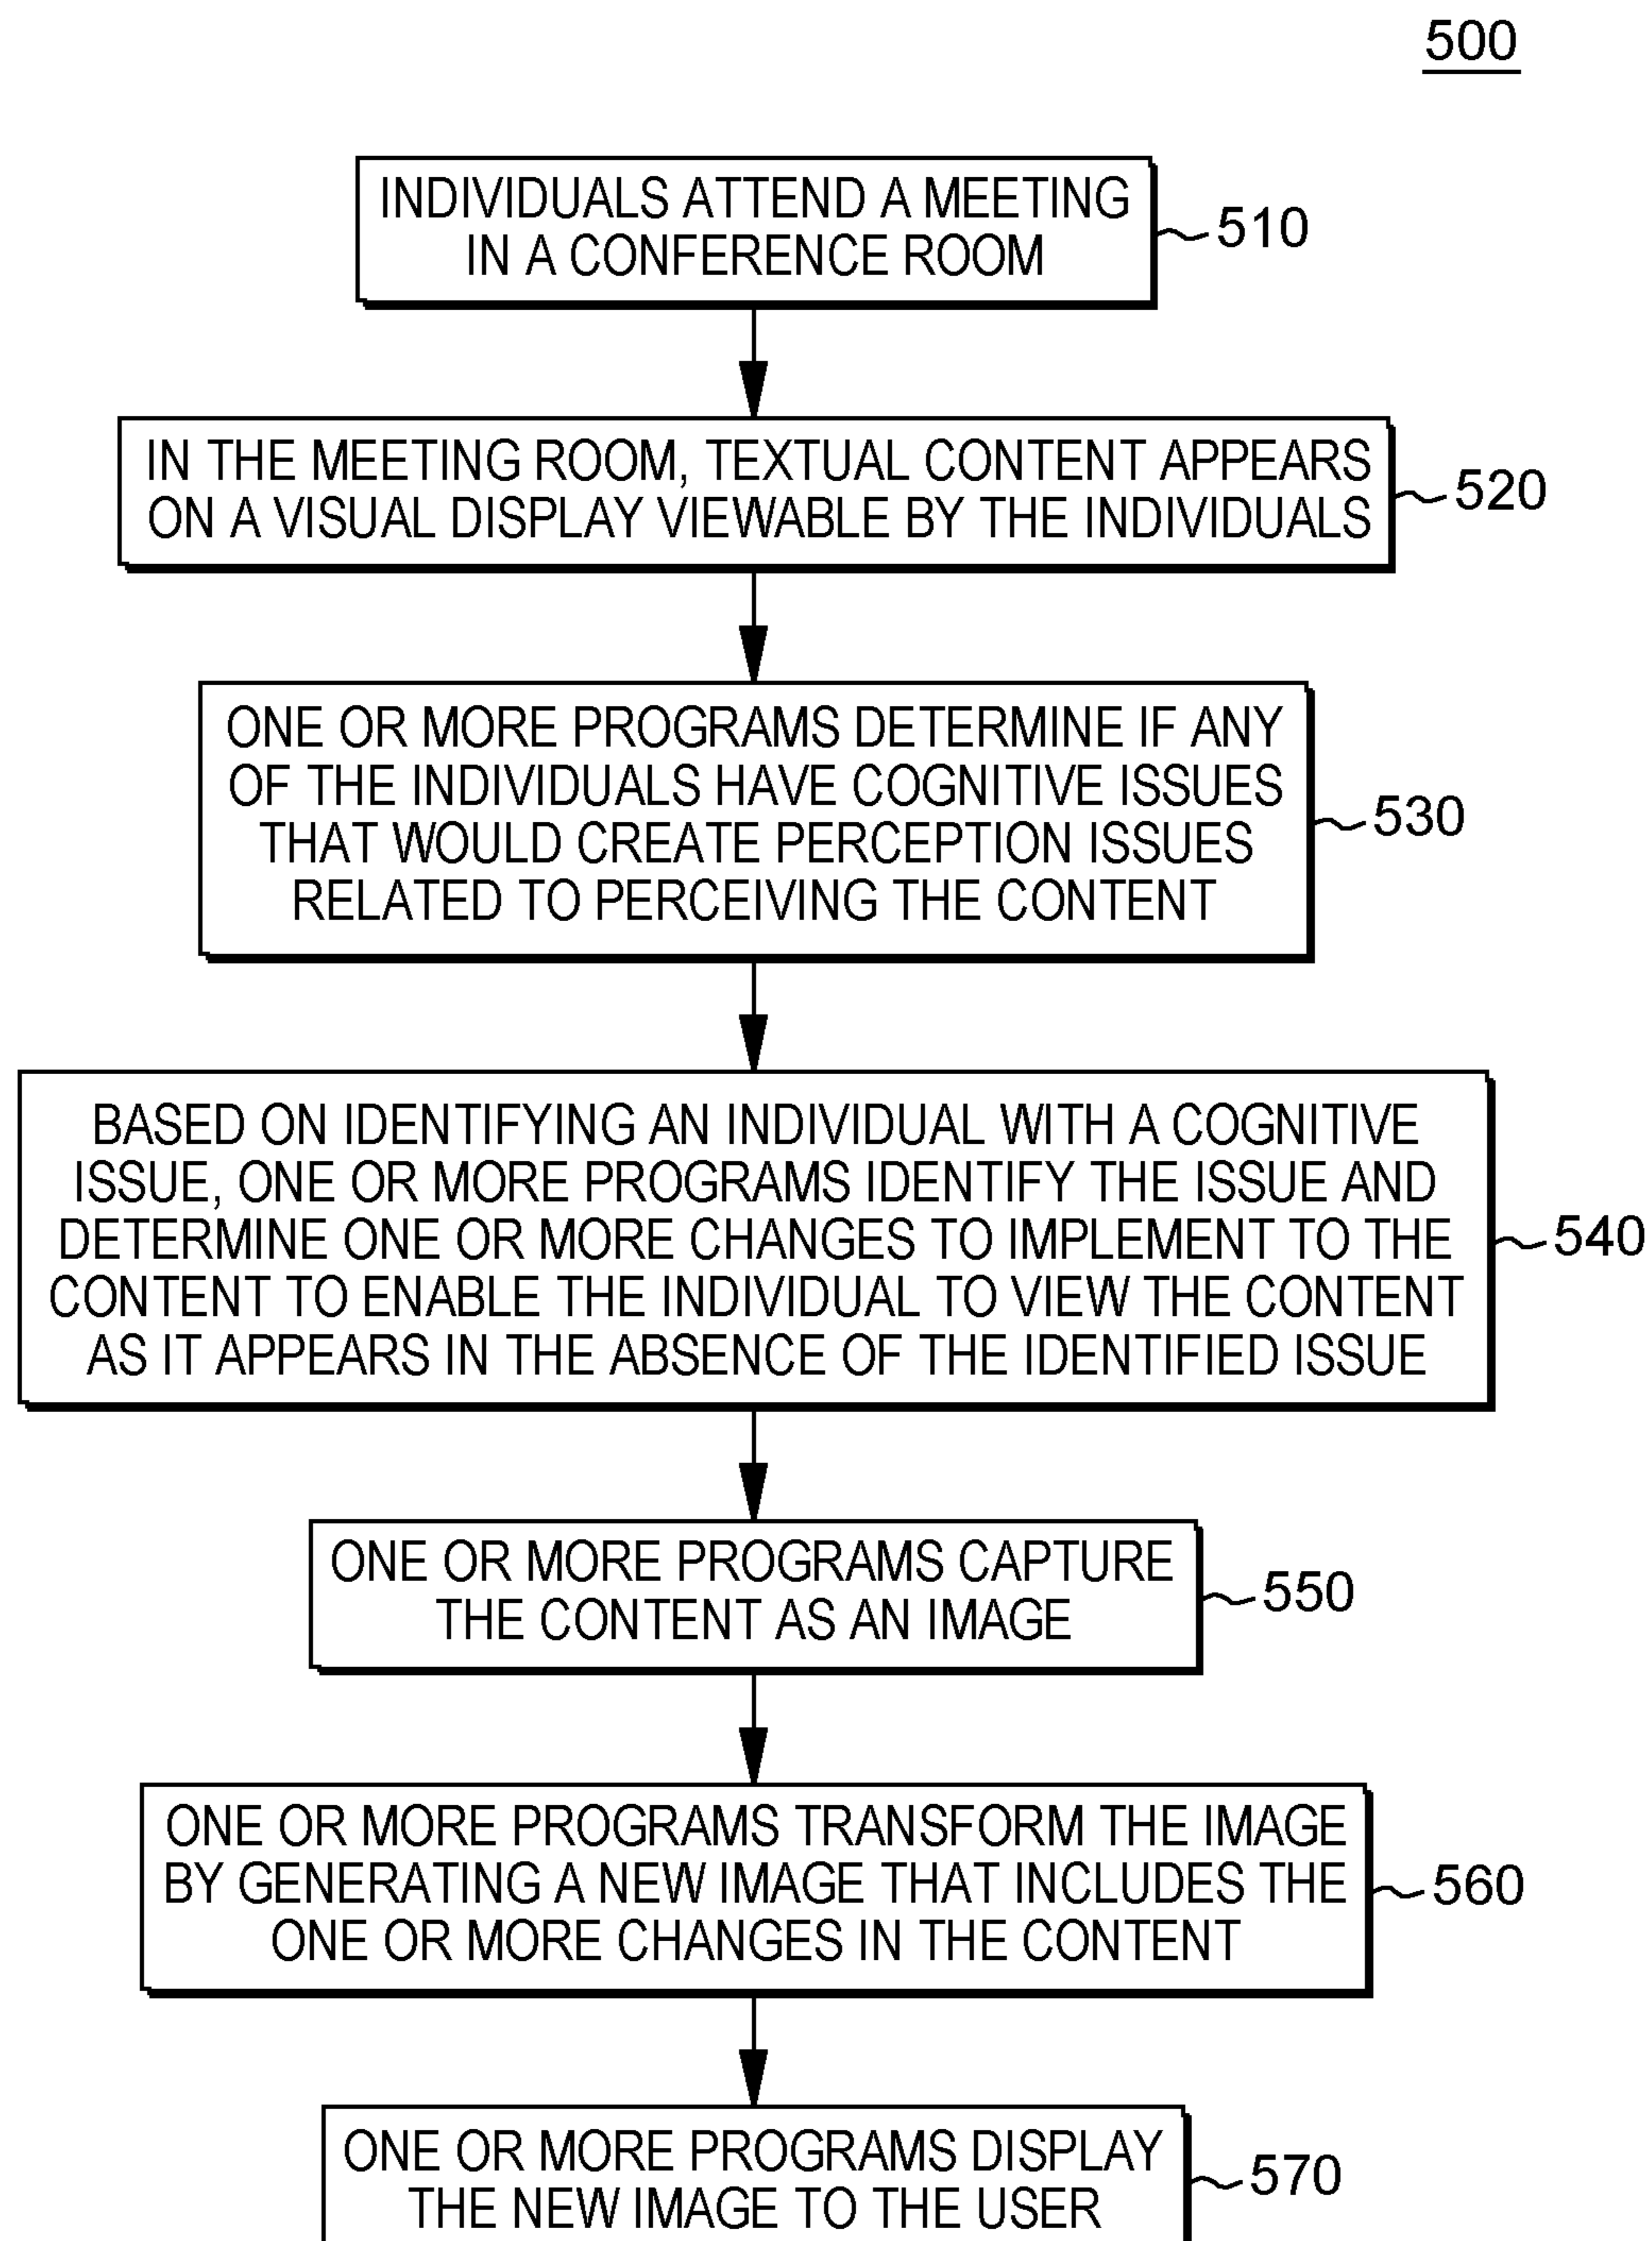 500
INDIVIDUALS ATTEND A MEETING
IN A CONFERENCE ROOM
510
IN THE MEETING ROOM, TEXTUAL CONTENT APPEARS
ON A VISUAL DISPLAY VIEWABLE BY THE INDIVIDUALS
520
ONE OR MORE PROGRAMS DETERMINE IF ANY
OF THE INDIVIDUALS HAVE COGNITIVE ISSUES
THAT WOULD CREATE PERCEPTION ISSUES
RELATED TO PERCEIVING THE CONTENT
530
BASED ON IDENTIFYING AN INDIVIDUAL WITH A COGNITIVE
ISSUE, ONE OR MORE PROGRAMS IDENTIFY THE ISSUE AND
DETERMINE ONE OR MORE CHANGES TO IMPLEMENT TO THE
CONTENT TO ENABLE THE INDIVIDUAL TO VIEW THE CONTENT
AS IT APPEARS IN THE ABSENCE OF THE IDENTIFIED ISSUE
540
ONE OR MORE PROGRAMS CAPTURE
THE CONTENT AS AN IMAGE
550
ONE OR MORE PROGRAMS TRANSFORM THE IMAGE
BY GENERATING A NEW IMAGE THAT INCLUDES THE
ONE OR MORE CHANGES IN THE CONTENT
560
ONE OR MORE PROGRAMS DISPLAY
THE NEW IMAGE TO THE USER
570